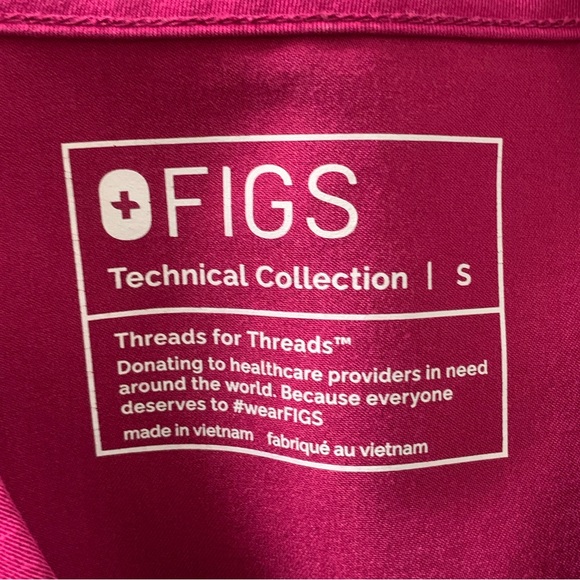 FIGS
Technical Collection | S
Threads for Threads™
Donating to healthcare providers in need
around the world. Because everyone
deserves to #wearFIGS
made in vietnam fabriqué au vietnam